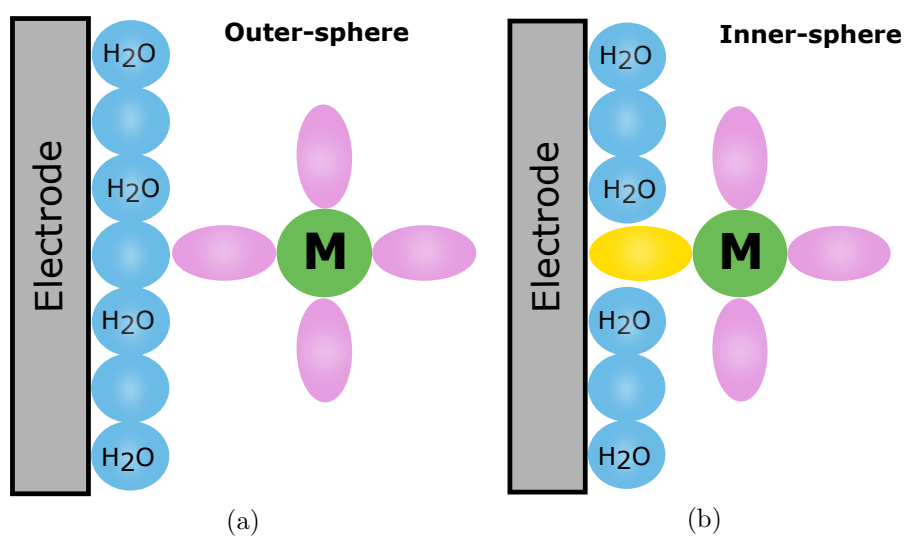 Outer-sphere
Electrode
H₂O
H₂O
H₂O
H₂O
M
(a)
Inner-sphere
Electrode
H₂O
H₂O
H₂O
H₂O
M
(b)